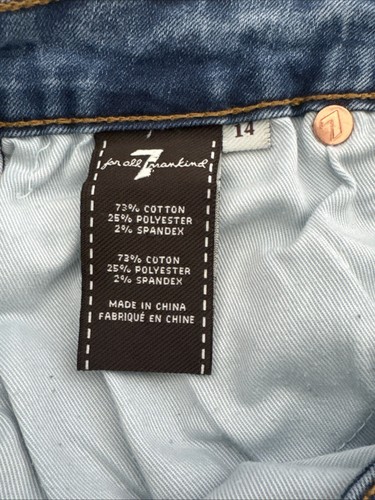 14
for all 7 mankind
73% COTTON
25% POLYESTER
2% SPANDEX
73% COTON
25% POLYESTER
2% SPANDEX
MADE IN CHINA
FABRIQUÉ EN CHINE
7